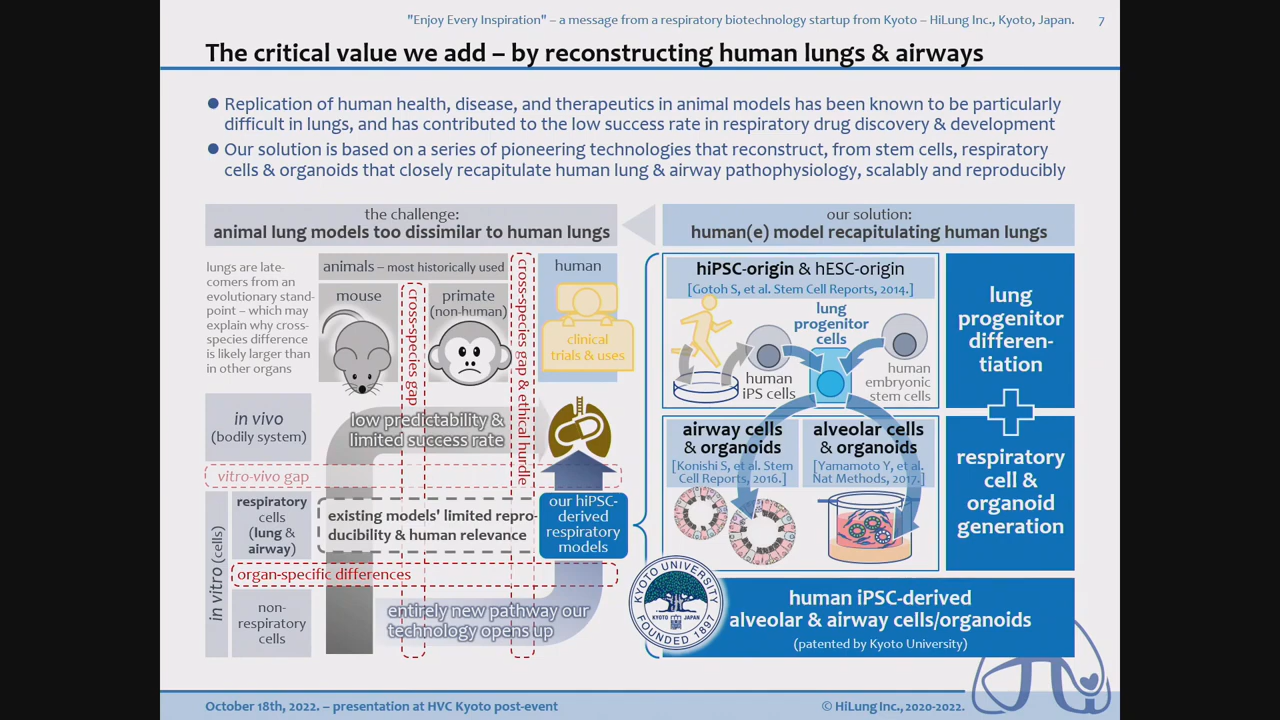 "Enjoy Every Inspiration" – a message from a respiratory biotechnology startup from Kyoto – HiLung Inc., Kyoto, Japan.
7
The critical value we add – by reconstructing human lungs & airways
● Replication of human health, disease, and therapeutics in animal models has been known to be particularly
difficult in lungs, and has contributed to the low success rate in respiratory drug discovery & development
● Our solution is based on a series of pioneering technologies that reconstruct, from stem cells, respiratory
cells & organoids that closely recapitulate human lung & airway pathophysiology, scalably and reproducibly
the challenge:
animal lung models too dissimilar to human lungs
lungs are late-
comers from an
evolutionary stand-
point – which may
explain why cross-
species difference
is likely larger than
in other organs
animals – most historically used
mouse
cross-species gap
primate
(non-human)
cross-species gap & ethical hurdle
human
clinical
trials & uses
in vivo
(bodily system)
low predictability &
limited success rate
vitro-vivo gap
in vitro (cells)
respiratory
cells
(lung &
airway)
existing models' limited repro-
ducibility & human relevance
our hiPSC-
derived
respiratory
models
organ-specific differences
non-
respiratory
cells
entirely new pathway our
technology opens up
our solution:
human(e) model recapitulating human lungs
hiPSC-origin & hESC-origin
[Gotoh S, et al. Stem Cell Reports, 2014.]
lung
progenitor
cells
human
iPS cells
human
embryonic
stem cells
airway cells
& organoids
[Konishi S, et al. Stem
Cell Reports, 2016.]
alveolar cells
& organoids
[Yamamoto Y, et al.
Nat Methods, 2017.]
lung
progenitor
differen-
tiation
respiratory
cell &
organoid
generation
KYOTO UNIVERSITY
KYOTO JAPAN
FOUNDED 1897
human iPSC-derived
alveolar & airway cells/organoids
(patented by Kyoto University)
October 18th, 2022. – presentation at HVC Kyoto post-event
© HiLung Inc., 2020-2022.